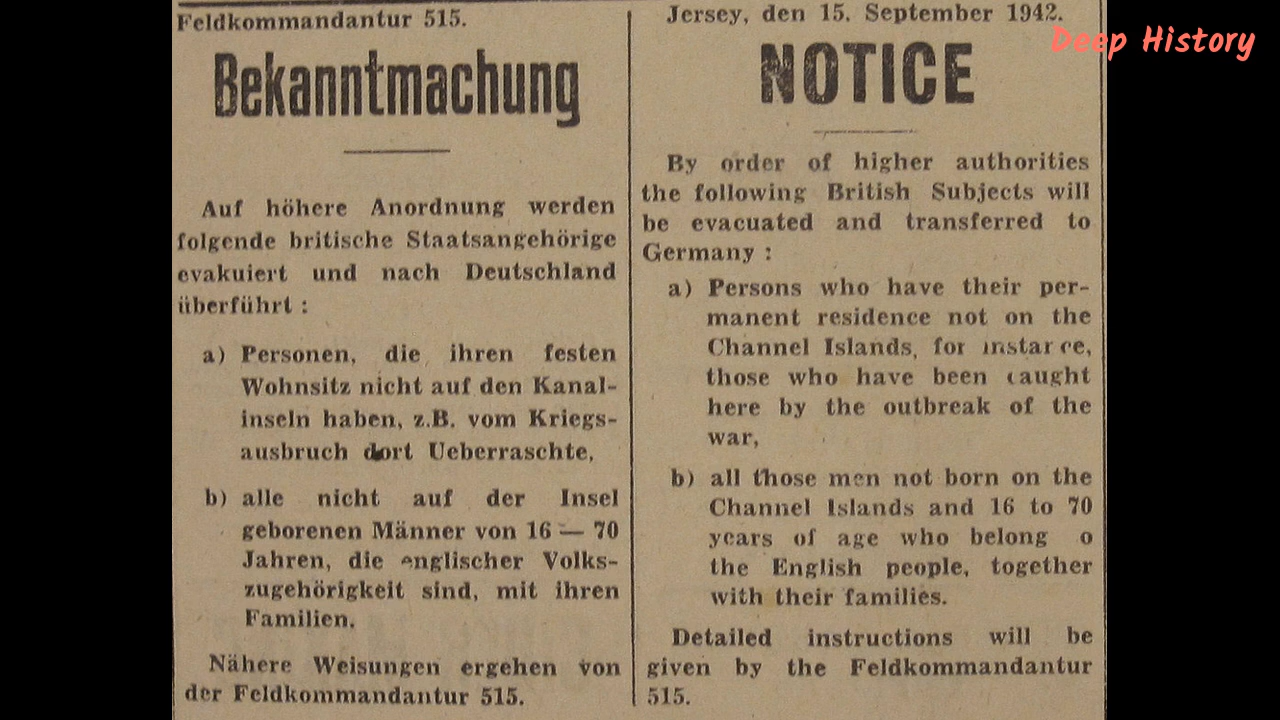 Feldkommandantur 515.
Bekanntmachung
Auf höhere Anordnung werden
folgende britische Staatsangehörige
evakuiert und nach Deutschland
überführt :
a) Personen, die ihren festen
Wohnsitz nicht auf den Kanal-
inseln haben, z.B. vom Kriegs-
ausbruch dort Ueberraschte,
b) alle nicht auf der Insel
geborenen Männer von 16 — 70
Jahren, die englischer Volks-
zugehörigkeit sind, mit ihren
Familien.
Nähere Weisungen ergehen von
der Feldkommandantur 515.
Jersey, den 15. September 1942.
NOTICE
By order of higher authorities
the following British Subjects will
be evacuated and transferred to
Germany :
a) Persons who have their per-
manent residence not on the
Channel Islands, for instance,
those who have been caught
here by the outbreak of the
war,
b) all those men not born on the
Channel Islands and 16 to 70
years of age who belong o
the English people, together
with their families.
Detailed instructions will be
given by the Feldkommandantur
515.
Deep History